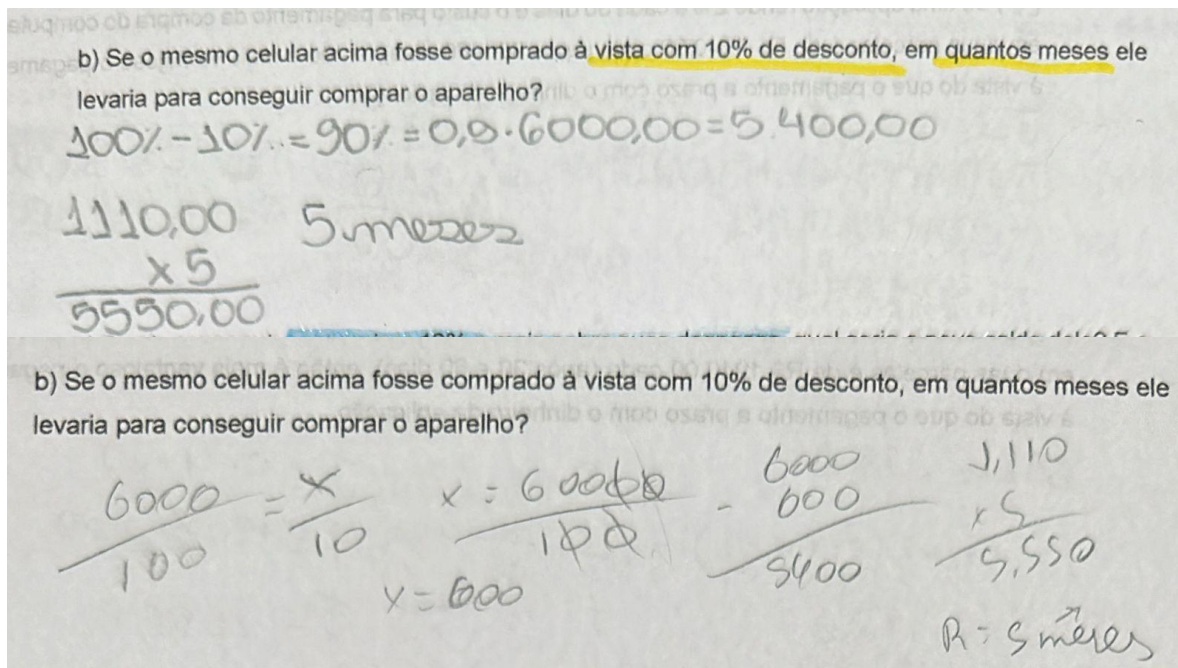 b) Se o mesmo celular acima fosse comprado à vista com 10% de desconto, em quantos meses ele
levaria para conseguir comprar o aparelho?
100% - 10% = 90% = 0,9 · 6000,00 = 5.400,00
1110,00 5 meses
x 5
5550,00
b) Se o mesmo celular acima fosse comprado à vista com 10% de desconto, em quantos meses ele
levaria para conseguir comprar o aparelho?
6000/100 = x/10 x = 60000/100 - 6000 1,110
600 x 5
x = 600 5400 5,550
R = 5 meses